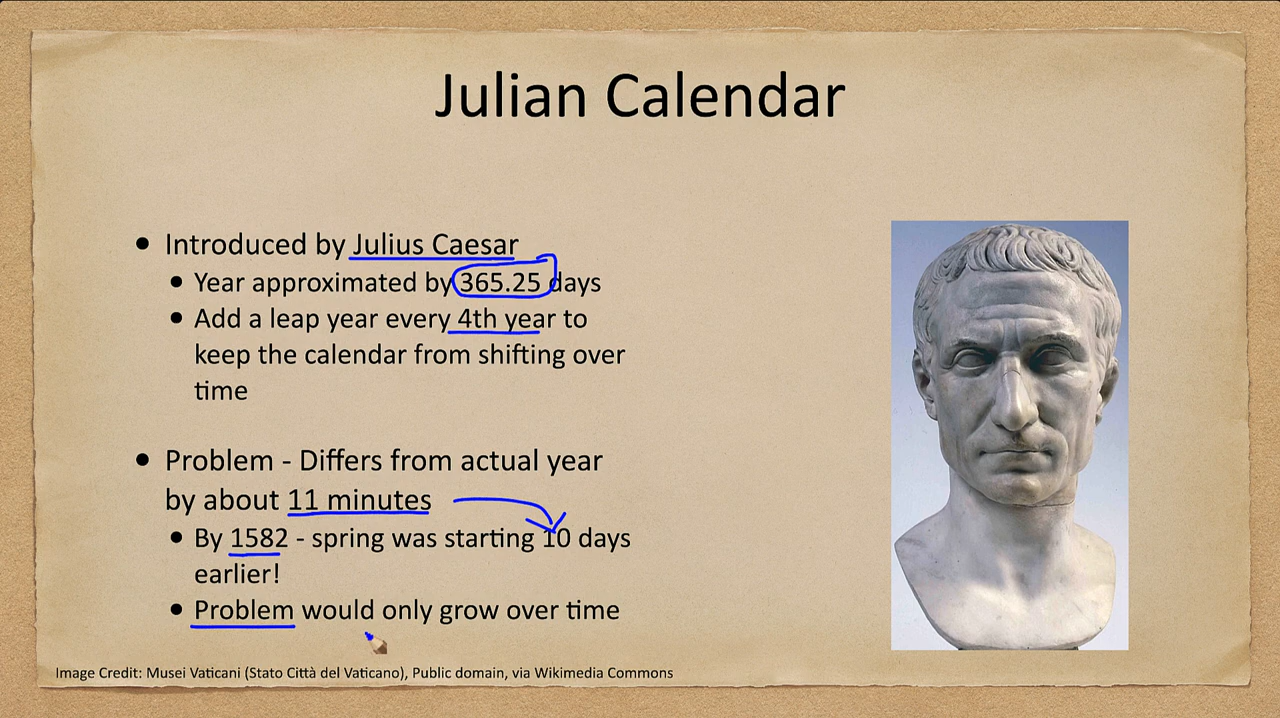 Julian Calendar
• Introduced by Julius Caesar
• Year approximated by 365.25 days
• Add a leap year every 4th year to
keep the calendar from shifting over
time
• Problem - Differs from actual year
by about 11 minutes
• By 1582 - spring was starting 10 days
earlier!
• Problem would only grow over time
Image Credit: Musei Vaticani (Stato Città del Vaticano), Public domain, via Wikimedia Commons